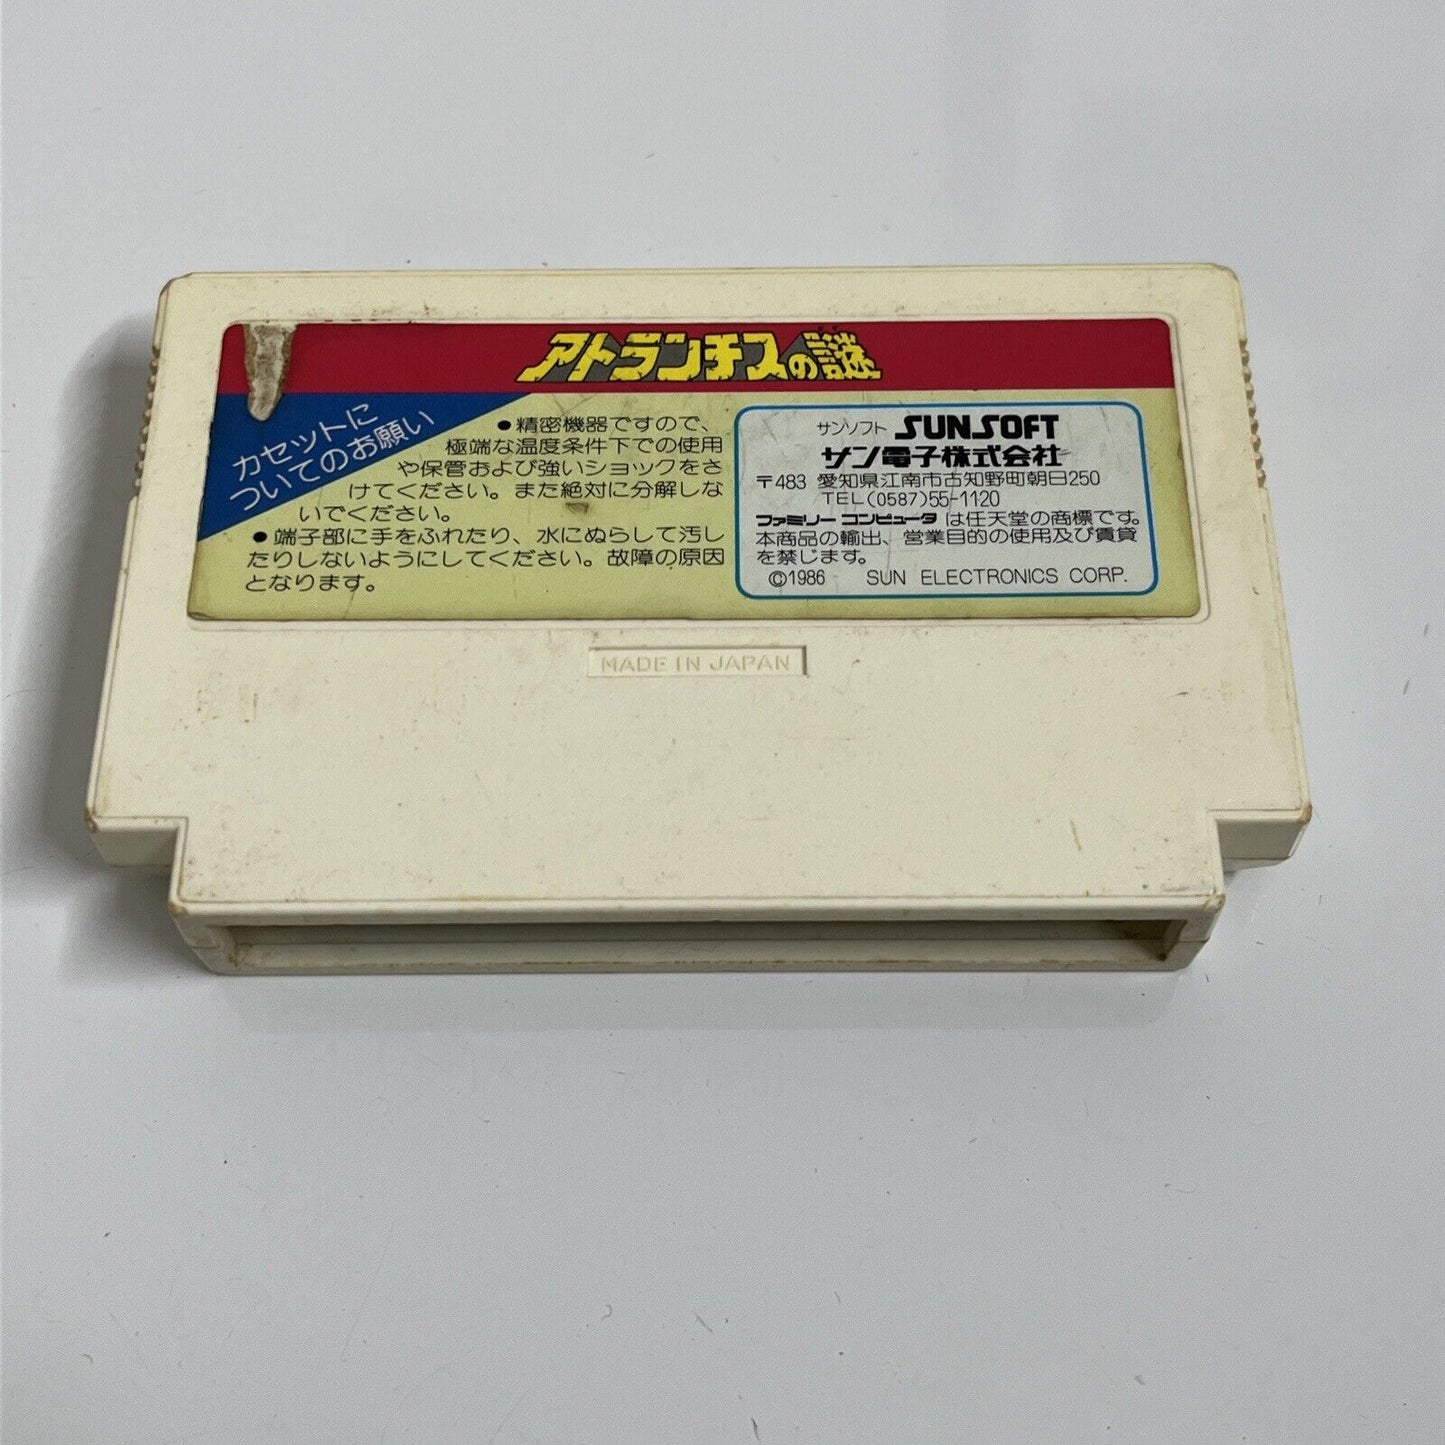 アトランチスの謎
カセットに
ついてのお願い
●精密機器ですので、
極端な温度条件下での使用
や保管および強いショックをさ
けてください。また絶対に分解しな
いでください。
●端子部に手をふれたり、水にぬらして汚し
たりしないようにしてください。故障の原因
となります。
サンソフト SUNSOFT
サン電子株式会社
〒483 愛知県江南市古知野町朝日250
TEL(0587)55-1120
ファミリー コンピュータ は任天堂の商標です。
本商品の輸出、営業目的の使用及び賃貸
を禁じます。
©1986 SUN ELECTRONICS CORP.
MADE IN JAPAN